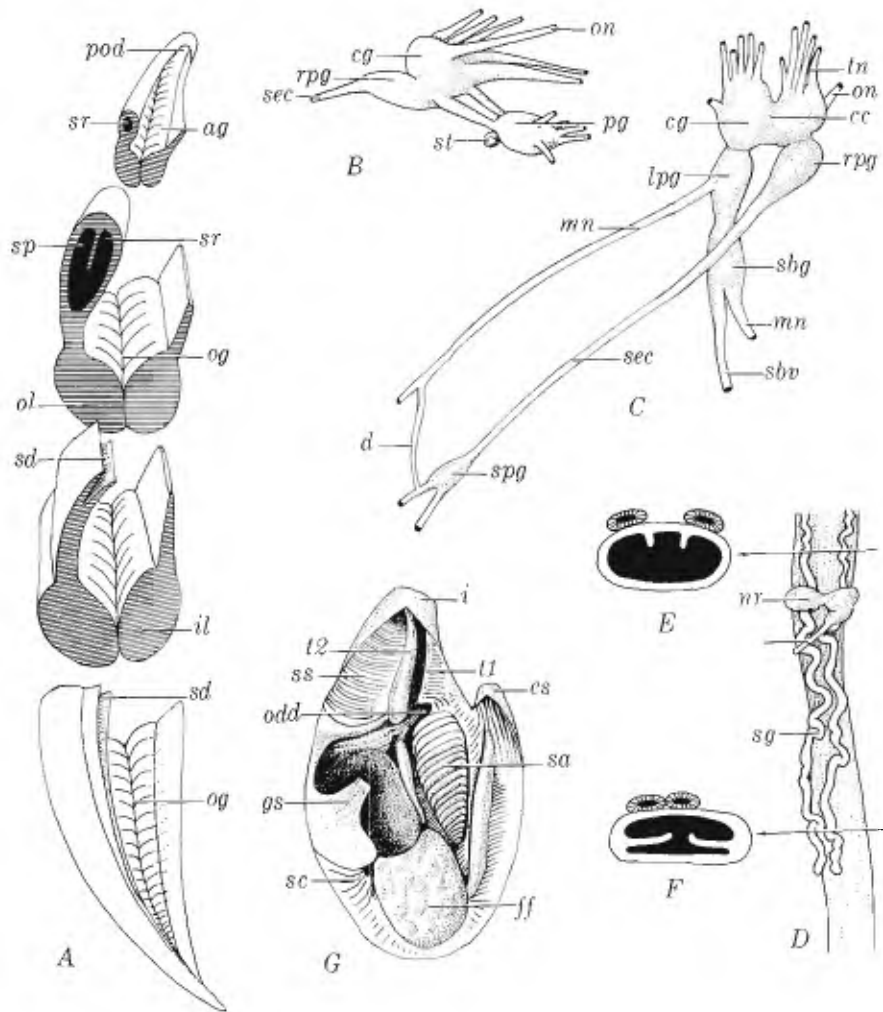 pod
sr
ag
sp
sr
og
ol
sd
il
sd
og
A
on
cg
rpg
sec
pg
st
B
tn
on
cg
cc
lpg
rpg
mn
sbg
mn
sec
sbv
C
d
spg
E
nr
sg
F
D
i
t2
t1
ss
cs
odd
sa
gs
sc
ff
G